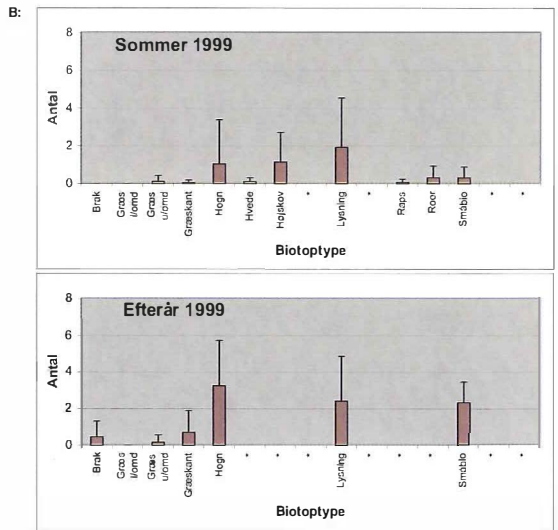 B:
Sommer 1999
Antal
8
6
4
2
0
Brak
Græs i/omd
Græs u/omd
Græskant
Hegn
Hvede
Højskov
*
Lysning
*
Raps
Roer
Småbio
*
*
Biotoptype
Efterår 1999
Antal
8
6
4
2
0
Brak
Græs i/omd
Græs u/omd
Græskant
Hegn
*
*
*
Lysning
*
*
*
Småbio
*
*
Biotoptype